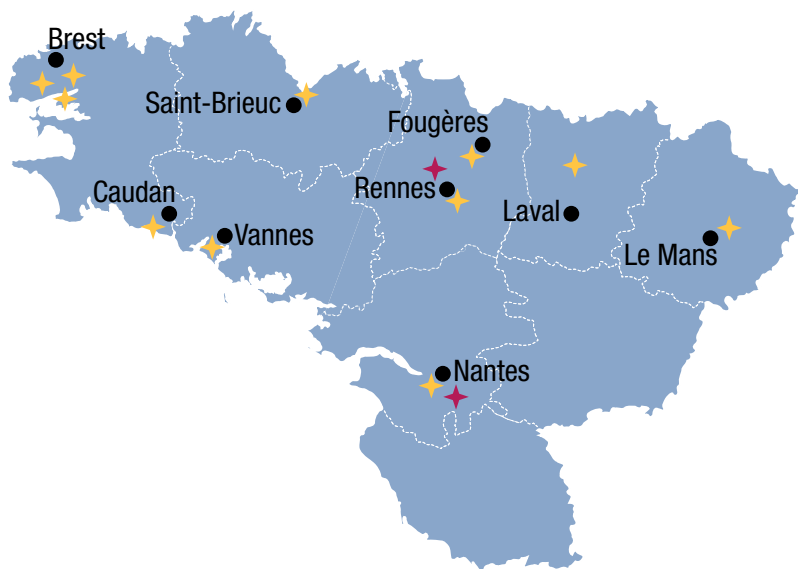 Brest
Saint-Brieuc
Fougères
Caudan
Rennes
Vannes
Laval
Le Mans
Nantes